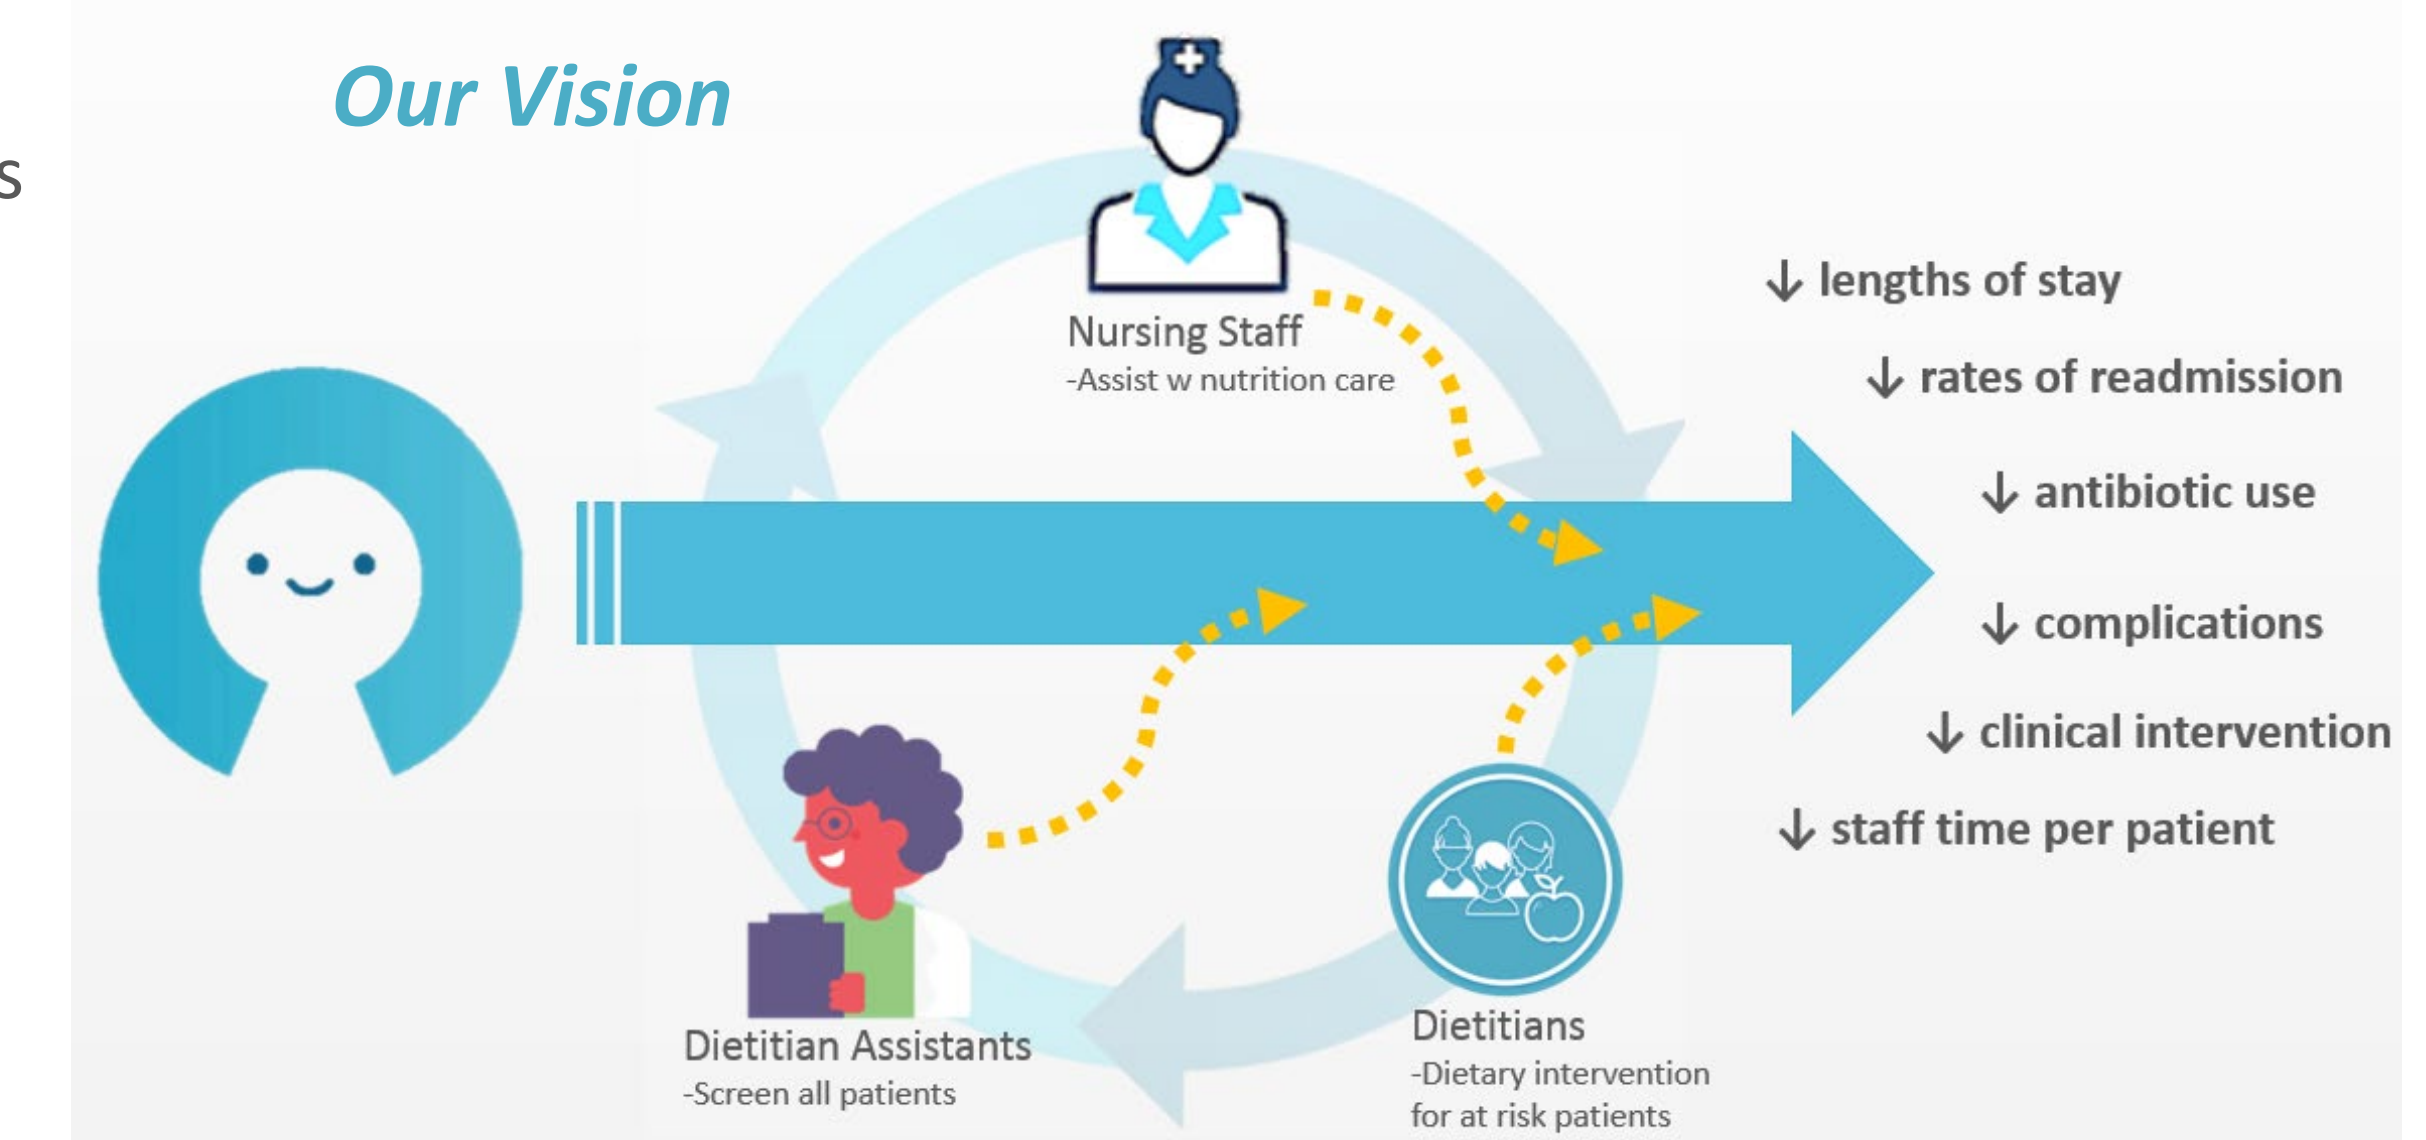 Our Vision
s
Nursing Staff
-Assist w nutrition care
↓ lengths of stay
↓ rates of readmission
↓ antibiotic use
↓ complications
↓ clinical intervention
↓ staff time per patient
Dietitian Assistants
-Screen all patients
Dietitians
-Dietary intervention
for at risk patients